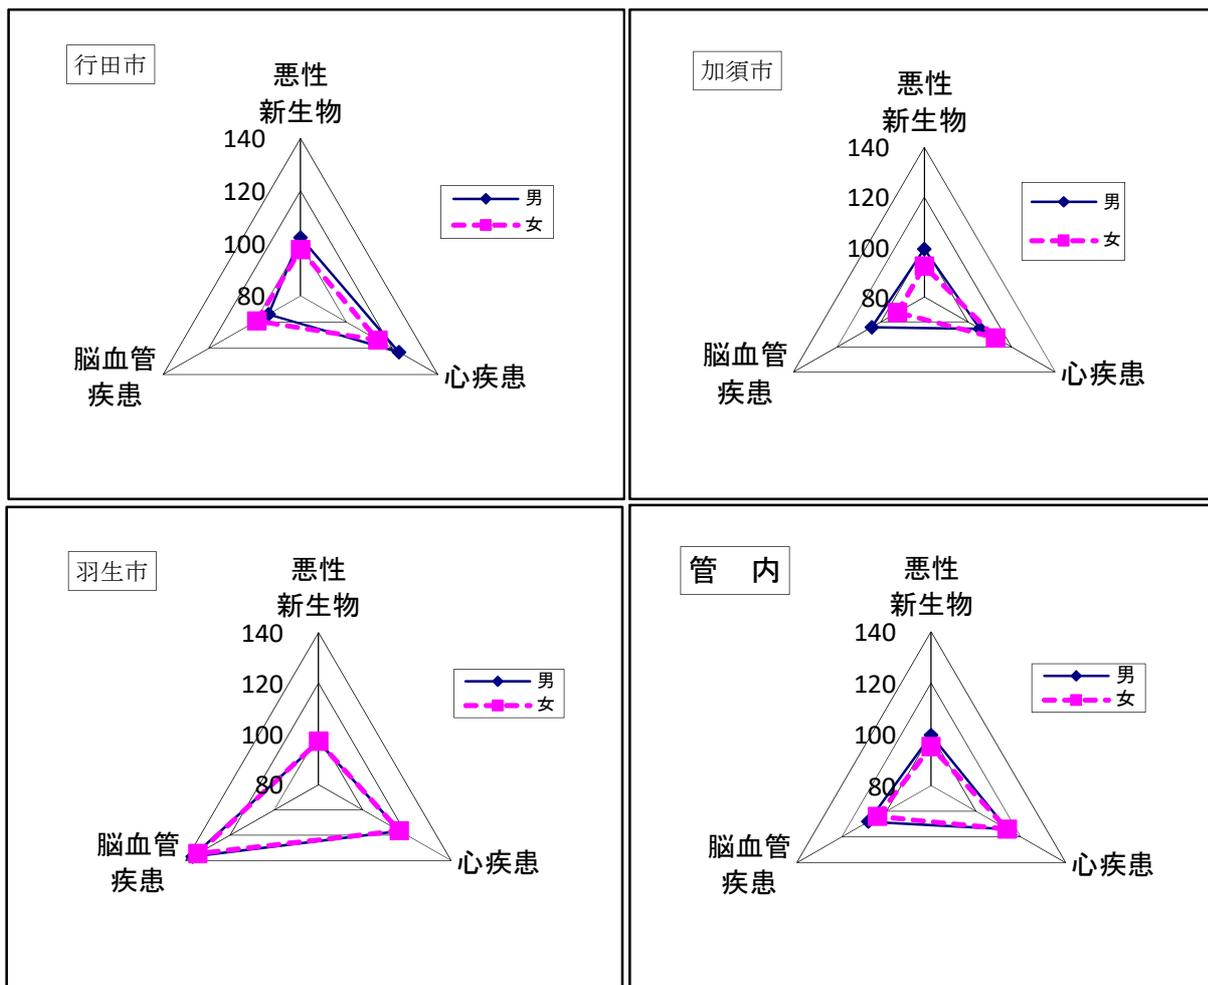 行田市
悪性
新生物
140
120
100
80
脳血管
疾患
心疾患
男
女
加須市
悪性
新生物
140
120
100
80
脳血管
疾患
心疾患
男
女
羽生市
悪性
新生物
140
120
100
80
脳血管
疾患
心疾患
男
女
管　内
悪性
新生物
140
120
100
80
脳血管
疾患
心疾患
男
女